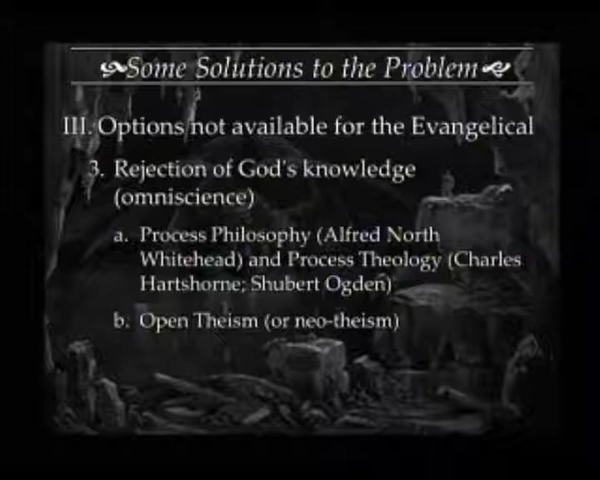 Some Solutions to the Problem
III. Options not available for the Evangelical
3. Rejection of God's knowledge
(omniscience)
a. Process Philosophy (Alfred North
Whitehead) and Process Theology (Charles
Hartshorne; Shubert Ogden)
b. Open Theism (or neo-theism)